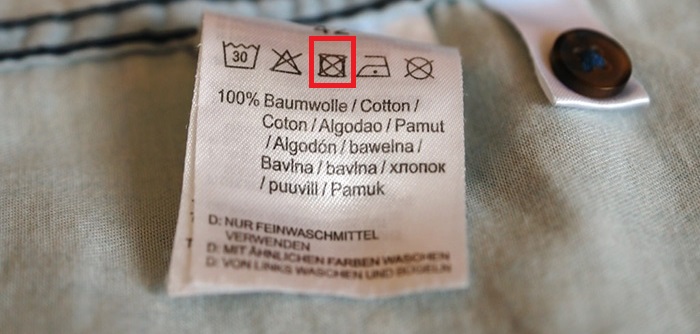 30
100% Baumwolle / Cotton /
Coton / Algodao / Pamut
/ Algodón / bawełna /
Bavlna / bavlna / хлопок
/ puuvill / Pamuk
D: NUR FEINWASCHMITTEL
VERWENDEN
D: MIT ÄHNLICHEN FARBEN WASCHEN
D: VON LINKS WASCHEN UND BÜGELN